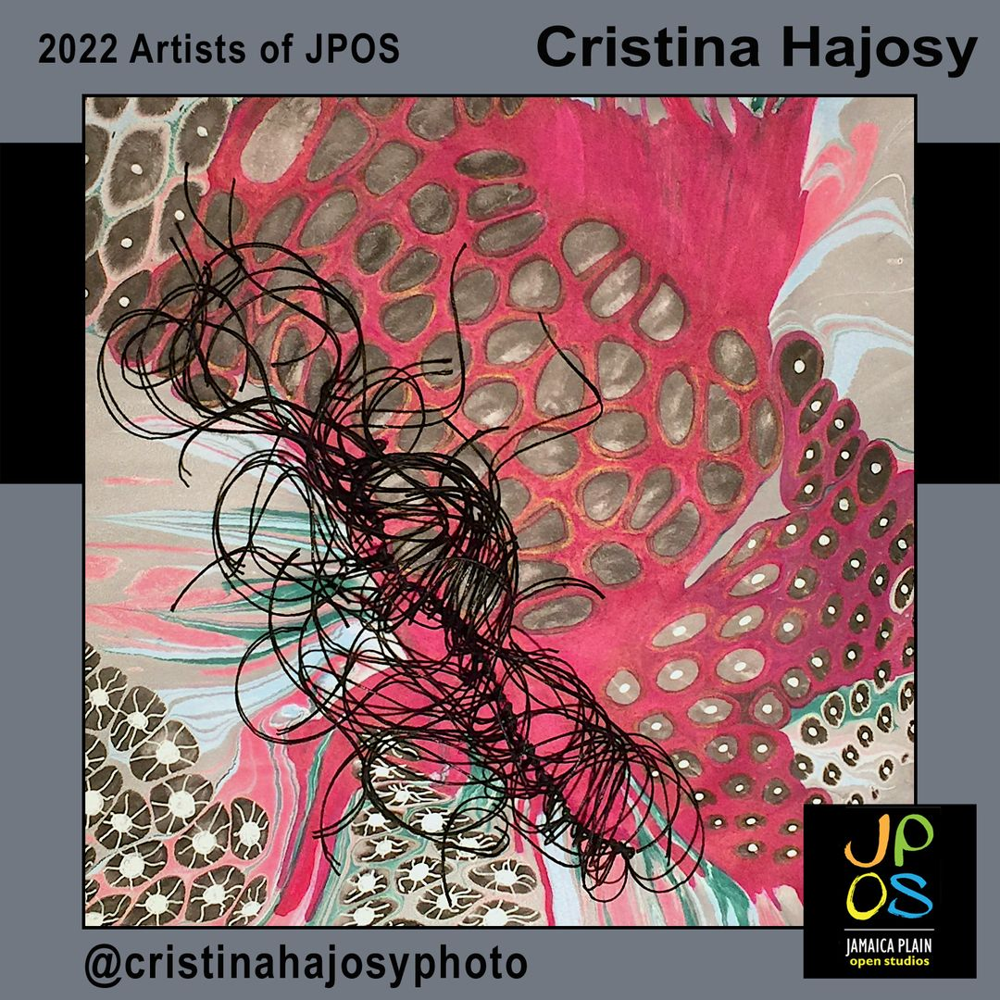 2022 Artists of JPOS
Cristina Hajosy
@cristinahajosyphoto
JP
OS
JAMAICA PLAIN
open studios